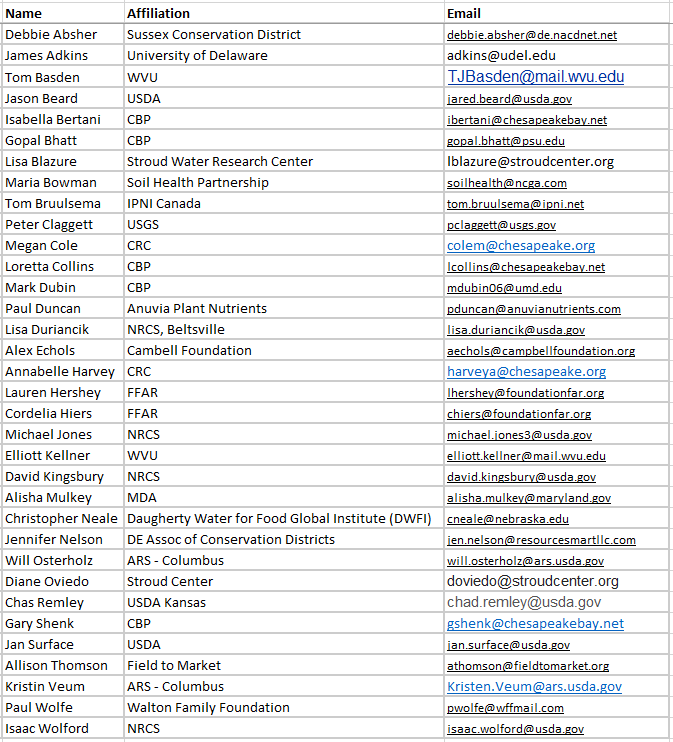 Name Affiliation Email
Debbie Absher Sussex Conservation District debbie.absher@de.nacdnet.net
James Adkins University of Delaware adkins@udel.edu
Tom Basden WVU TJBasden@mail.wvu.edu
Jason Beard USDA jared.beard@usda.gov
Isabella Bertani CBP ibertani@chesapeakebay.net
Gopal Bhatt CBP gopal.bhatt@psu.edu
Lisa Blazure Stroud Water Research Center lblazure@stroudcenter.org
Maria Bowman Soil Health Partnership soilhealth@ncga.com
Tom Bruulsema IPNI Canada tom.bruulsema@ipni.net
Peter Claggett USGS pclaggett@usgs.gov
Megan Cole CRC colem@chesapeake.org
Loretta Collins CBP lcollins@chesapeakebay.net
Mark Dubin CBP mdubin06@umd.edu
Paul Duncan Anuvia Plant Nutrients pduncan@anuvianutrients.com
Lisa Duriancik NRCS, Beltsville lisa.duriancik@usda.gov
Alex Echols Cambell Foundation aechols@campbellfoundation.org
Annabelle Harvey CRC harveya@chesapeake.org
Lauren Hershey FFAR lhershey@foundationfar.org
Cordelia Hiers FFAR chiers@foundationfar.org
Michael Jones NRCS michael.jones3@usda.gov
Elliott Kellner WVU elliott.kellner@mail.wvu.edu
David Kingsbury NRCS david.kingsbury@usda.gov
Alisha Mulkey MDA alisha.mulkey@maryland.gov
Christopher Neale Daugherty Water for Food Global Institute (DWFI) cneale@nebraska.edu
Jennifer Nelson DE Assoc of Conservation Districts jen.nelson@resourcesmartllc.com
Will Osterholz ARS - Columbus will.osterholz@ars.usda.gov
Diane Oviedo Stroud Center doviedo@stroudcenter.org
Chas Remley USDA Kansas chad.remley@usda.gov
Gary Shenk CBP gshenk@chesapeakebay.net
Jan Surface USDA jan.surface@usda.gov
Allison Thomson Field to Market athomson@fieldtomarket.org
Kristin Veum ARS - Columbus Kristen.Veum@ars.usda.gov
Paul Wolfe Walton Family Foundation pwolfe@wffmail.com
Isaac Wolford NRCS isaac.wolford@usda.gov